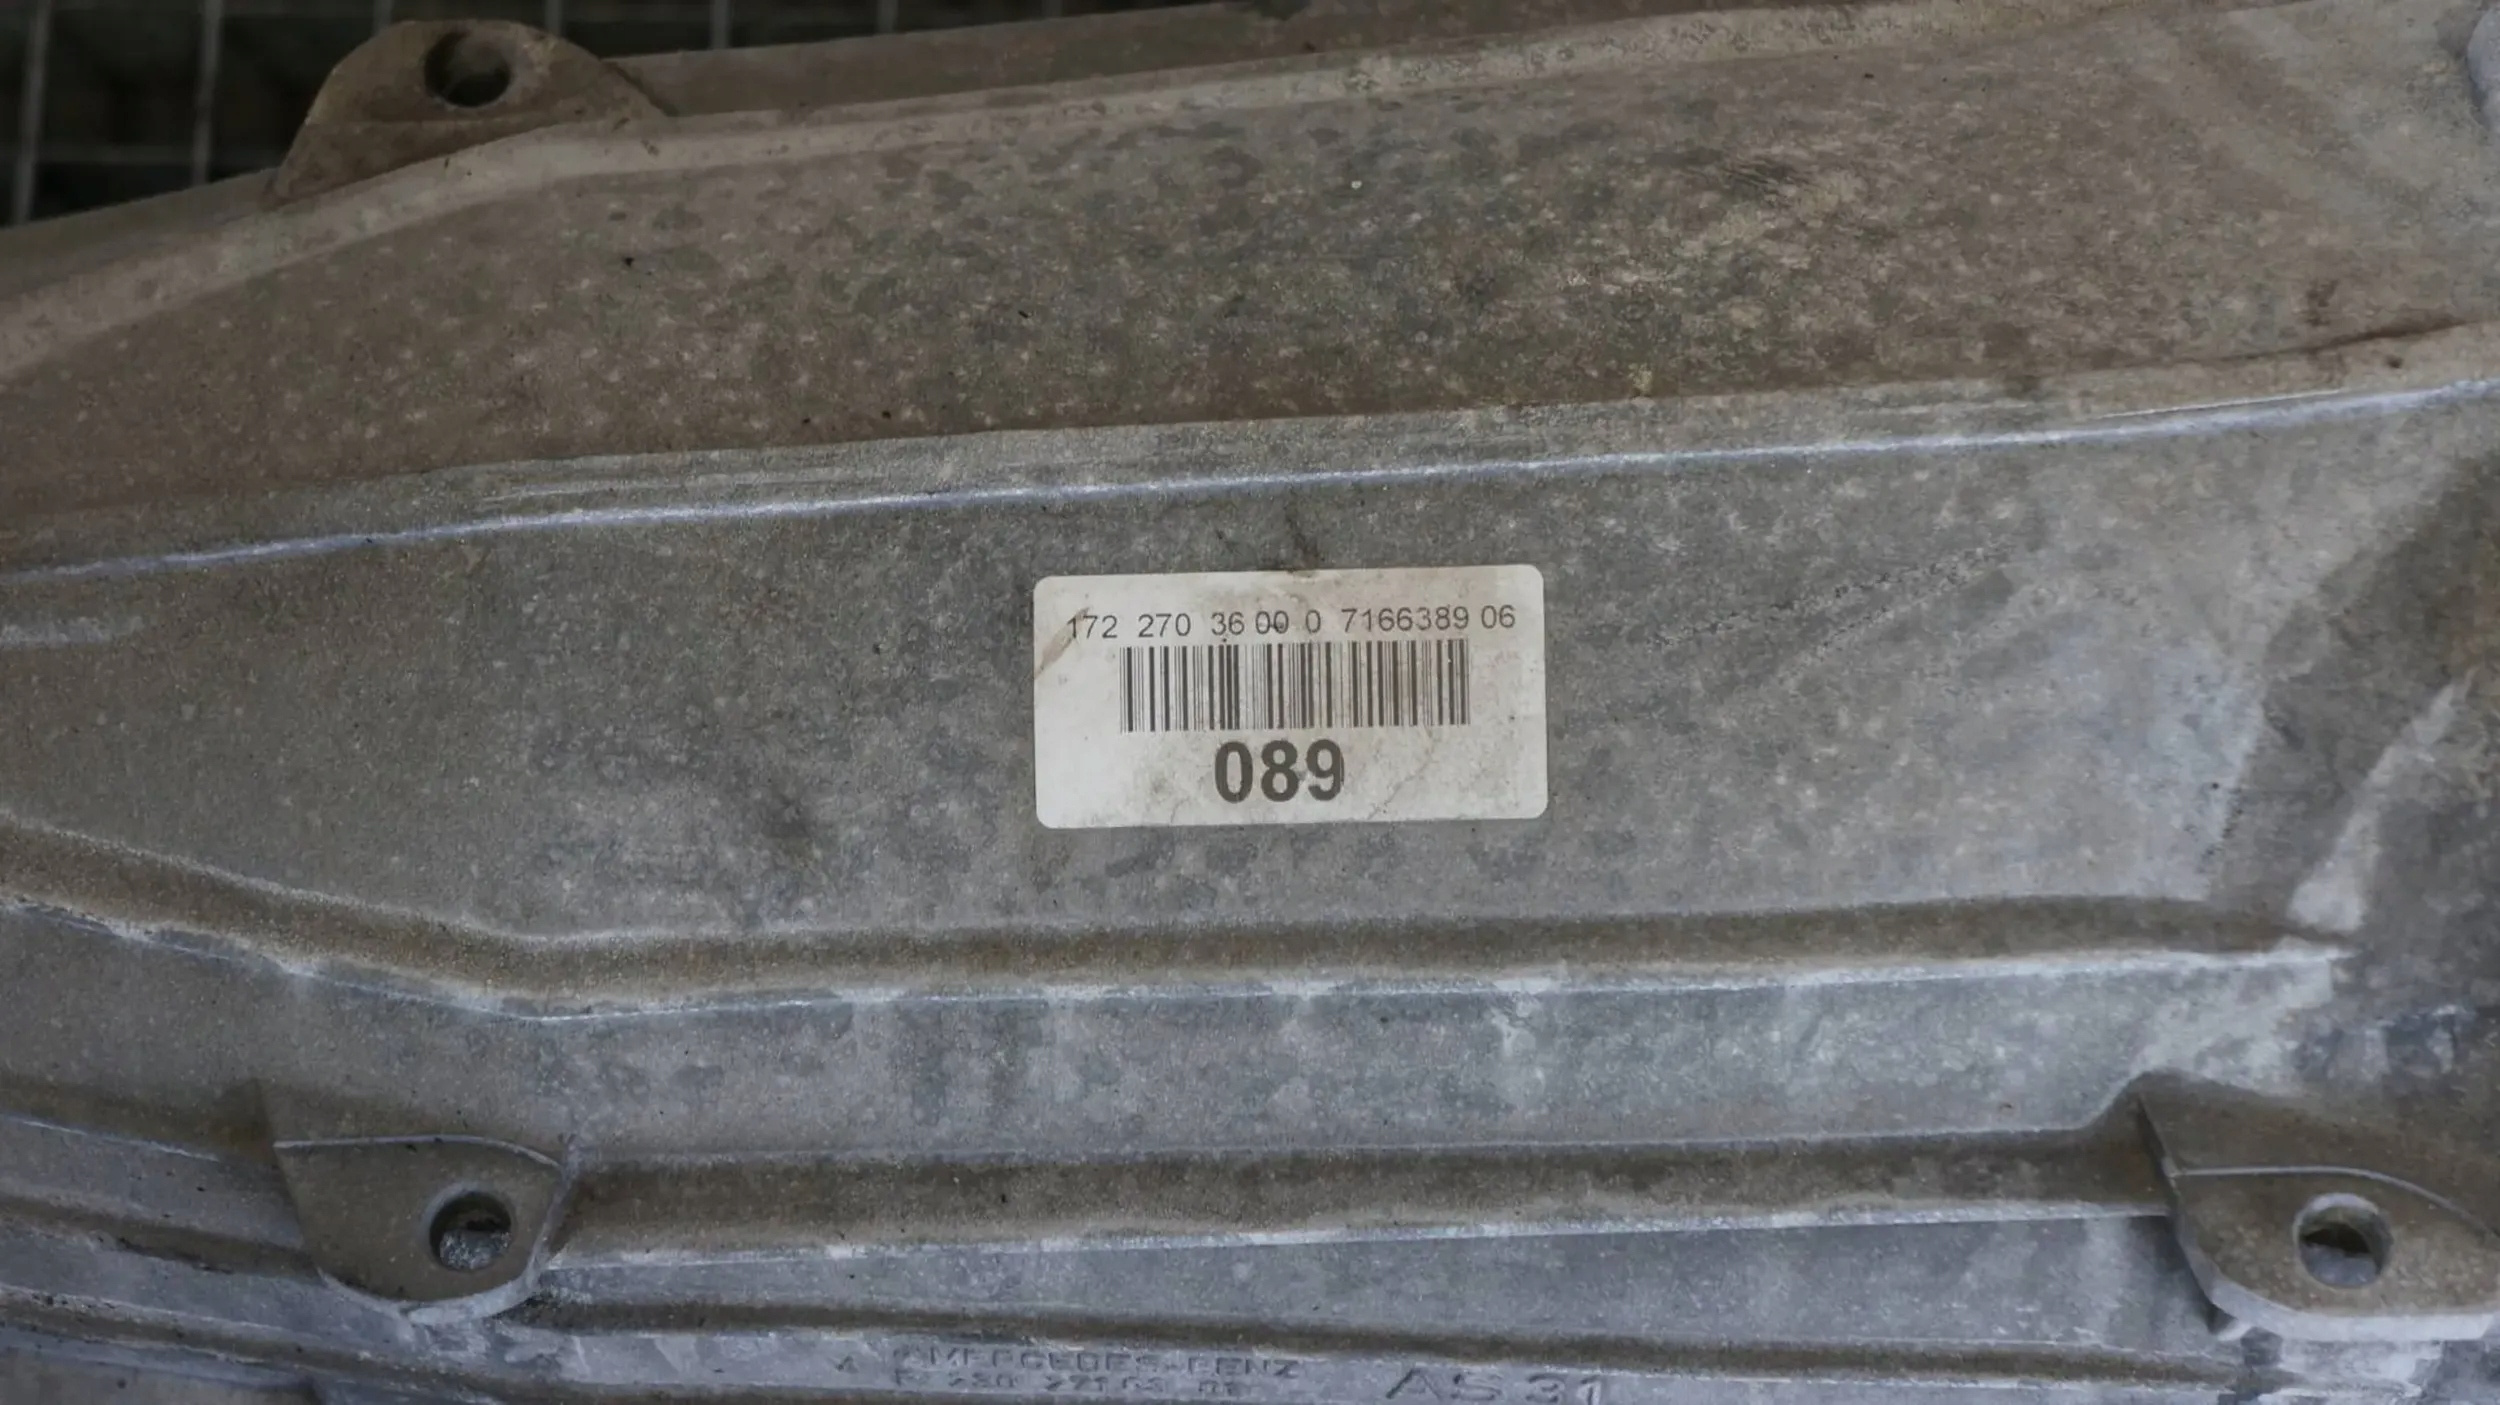 172 270 36 00 0 7166389 06
089
MERCEDES-BENZ
AS 31